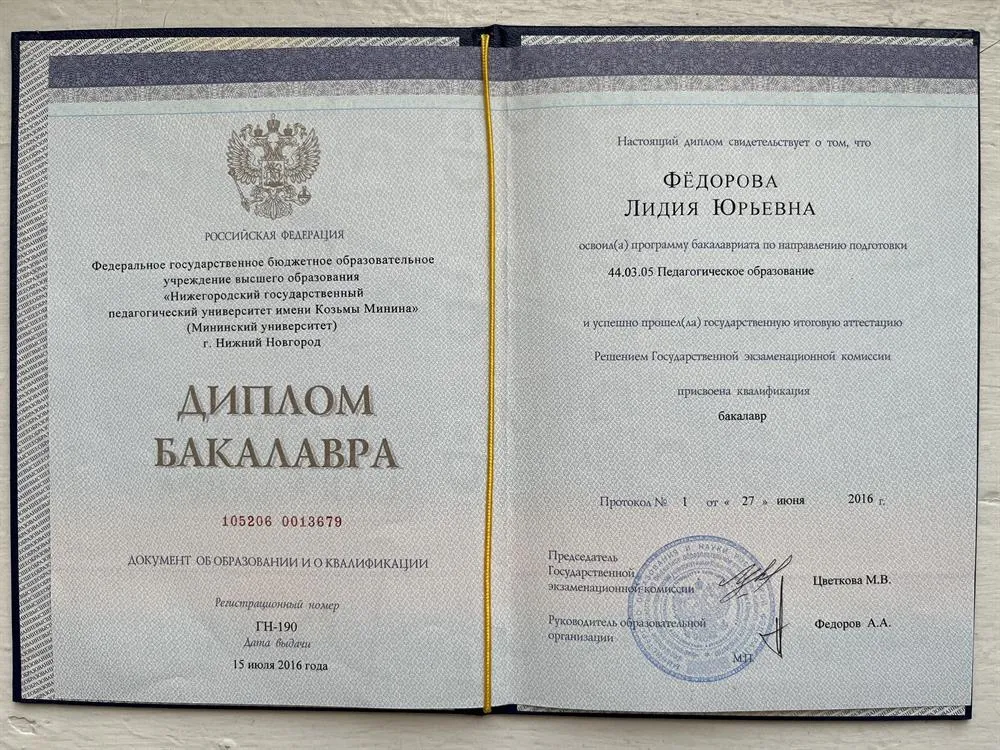 РОССИЙСКАЯ ФЕДЕРАЦИЯ
Федеральное государственное бюджетное образовательное
учреждение высшего образования
«Нижегородский государственный
педагогический университет имени Козьмы Минина»
(Мининский университет)
г. Нижний Новгород
ДИПЛОМ
БАКАЛАВРА
105206 0013679
ДОКУМЕНТ ОБ ОБРАЗОВАНИИ И О КВАЛИФИКАЦИИ
Регистрационный номер
ГН-190
Дата выдачи
15 июля 2016 года
Настоящий диплом свидетельствует о том, что
ФЁДОРОВА
ЛИДИЯ ЮРЬЕВНА
освоил(а) программу бакалавриата по направлению подготовки
44.03.05 Педагогическое образование
и успешно прошел(ла) государственную итоговую аттестацию
Решением Государственной экзаменационной комиссии
присвоена квалификация
бакалавр
Протокол № 1 от « 27 » июня 2016 г.
Председатель
Государственной
экзаменационной комиссии
Цветкова М.В.
Руководитель образовательной
организации
Федоров А.А.
М.П.